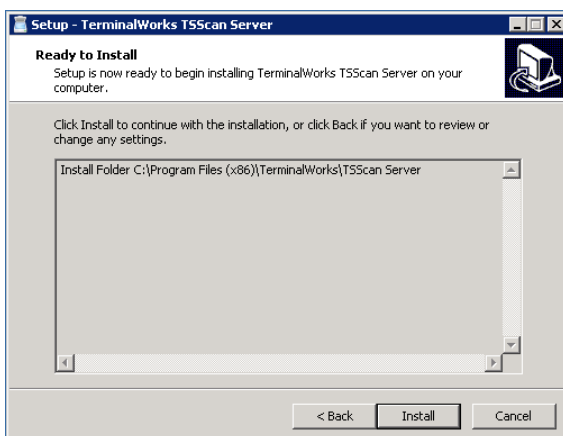 Setup - TerminalWorks TSScan Server
Ready to Install
Setup is now ready to begin installing TerminalWorks TSScan Server on your
computer.
Click Install to continue with the installation, or click Back if you want to review or
change any settings.
Install Folder C:\Program Files (x86)\TerminalWorks\TSScan Server
< Back
Install
Cancel